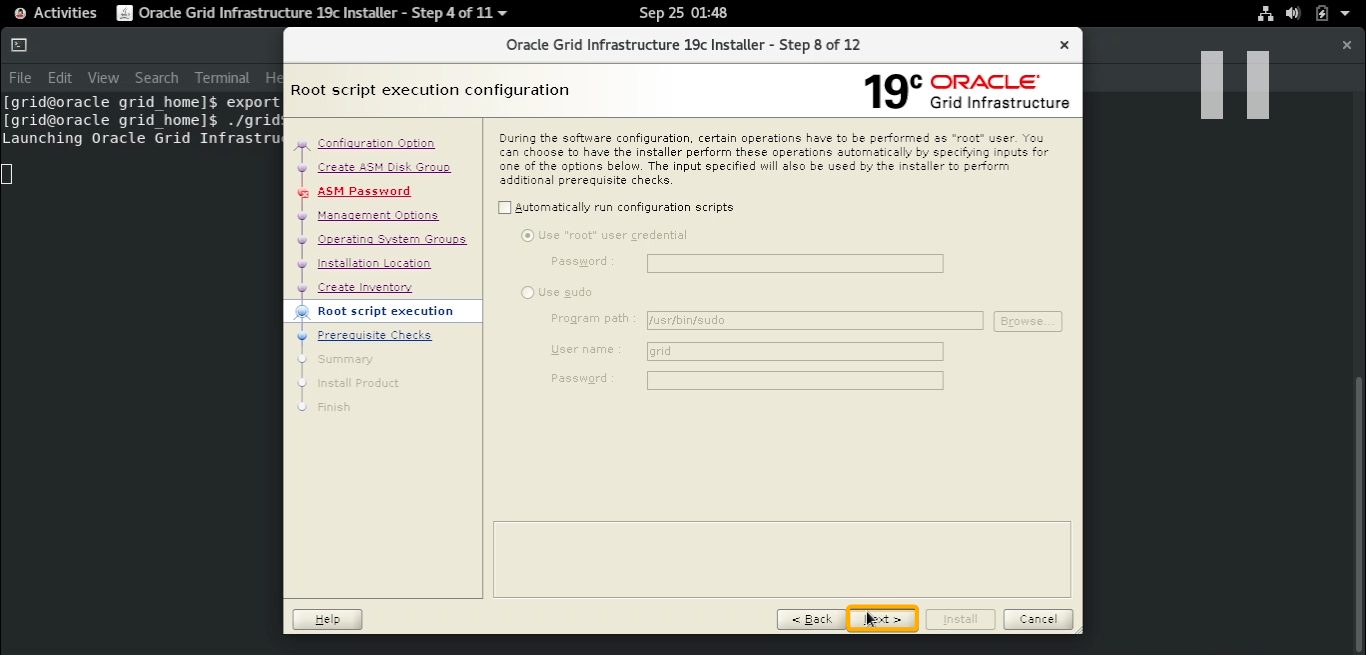 Activities
Oracle Grid Infrastructure 19c Installer - Step 4 of 11
Sep 25 01:48
Oracle Grid Infrastructure 19c Installer - Step 8 of 12
File Edit View Search Terminal He
[grid@oracle grid_home]$ export
[grid@oracle grid_home]$ ./grid
Launching Oracle Grid Infrastru
Root script execution configuration
19c ORACLE
Grid Infrastructure
Configuration Option
Create ASM Disk Group
ASM Password
Management Options
Operating System Groups
Installation Location
Create Inventory
Root script execution
Prerequisite Checks
Summary
Install Product
Finish
During the software configuration, certain operations have to be performed as "root" user. You
can choose to have the installer perform these operations automatically by specifying inputs for
one of the options below. The input specified will also be used by the installer to perform
additional prerequisite checks.
Automatically run configuration scripts
Use "root" user credential
Password :
Use sudo
Program path : /usr/bin/sudo Browse...
User name : grid
Password :
Help
< Back
Next >
Install
Cancel